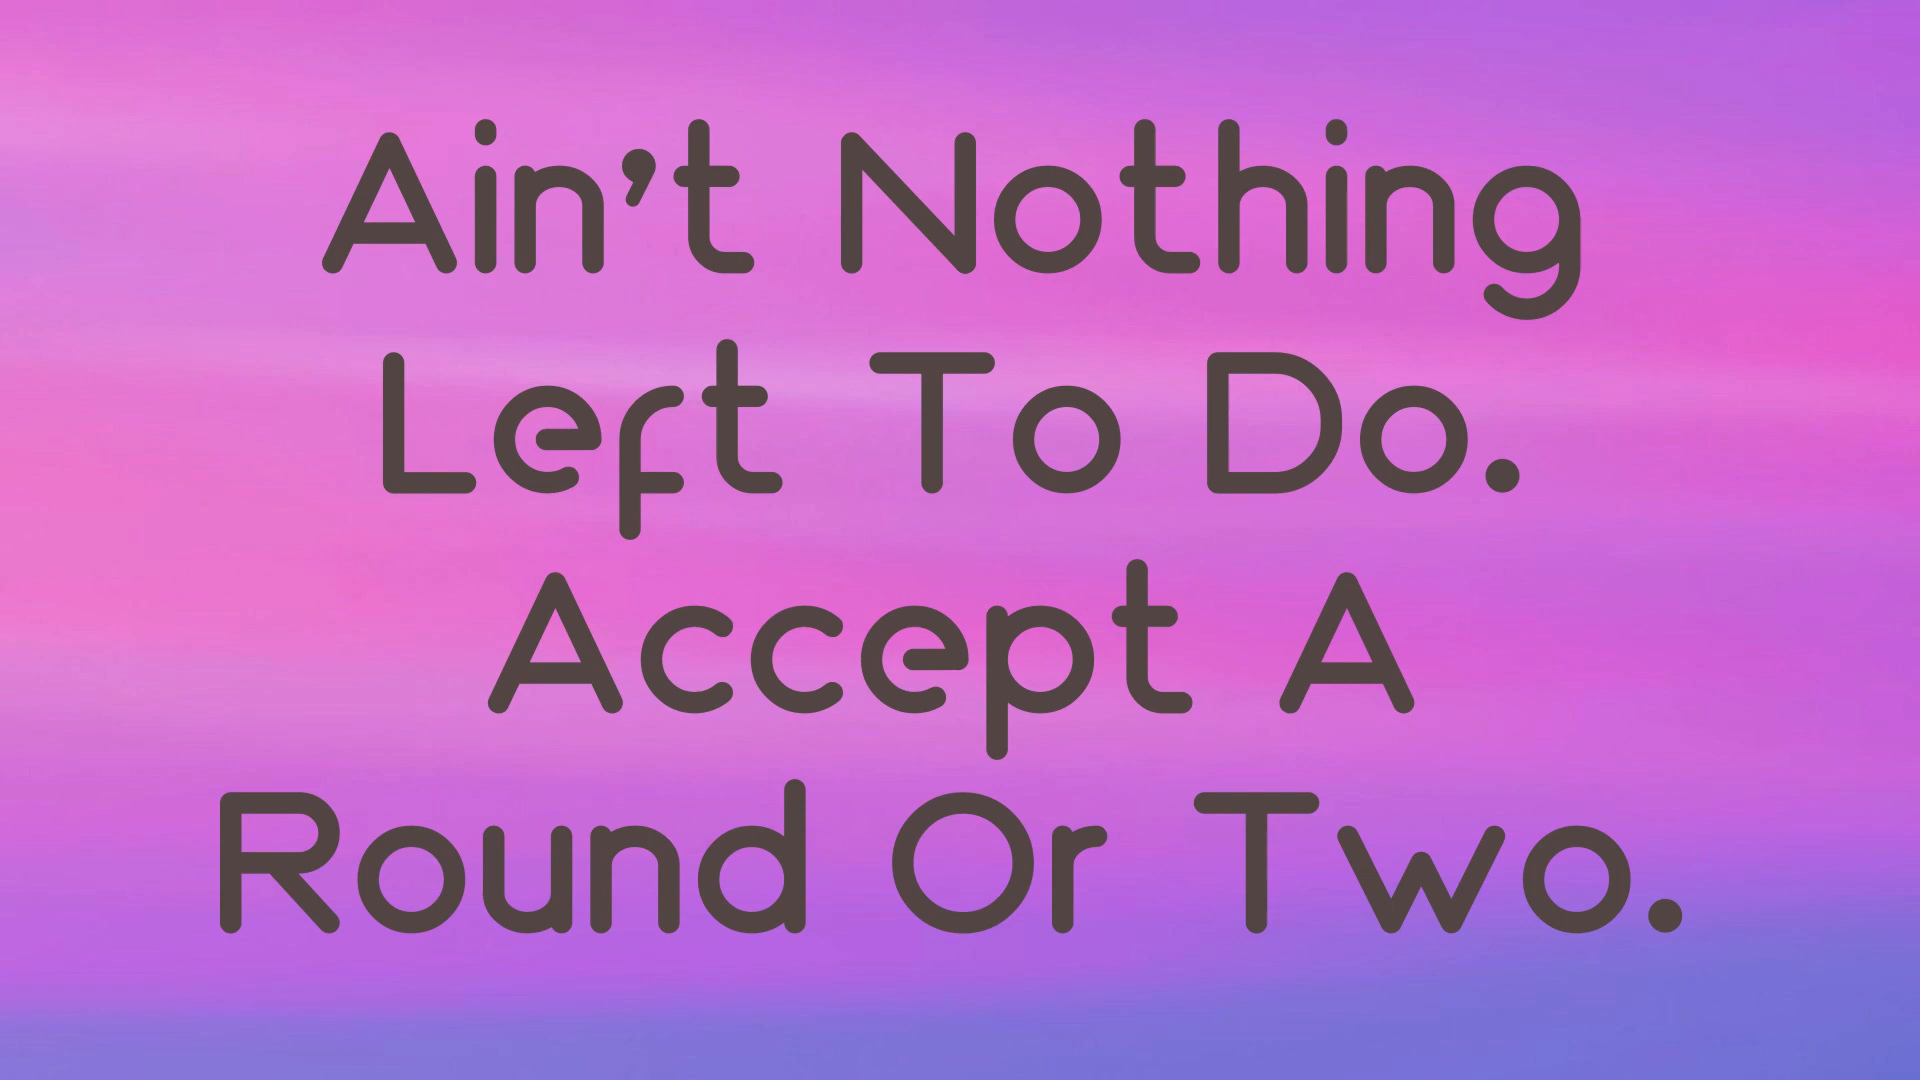 Ain’t Nothing
Left To Do.
Accept A
Round Or Two.